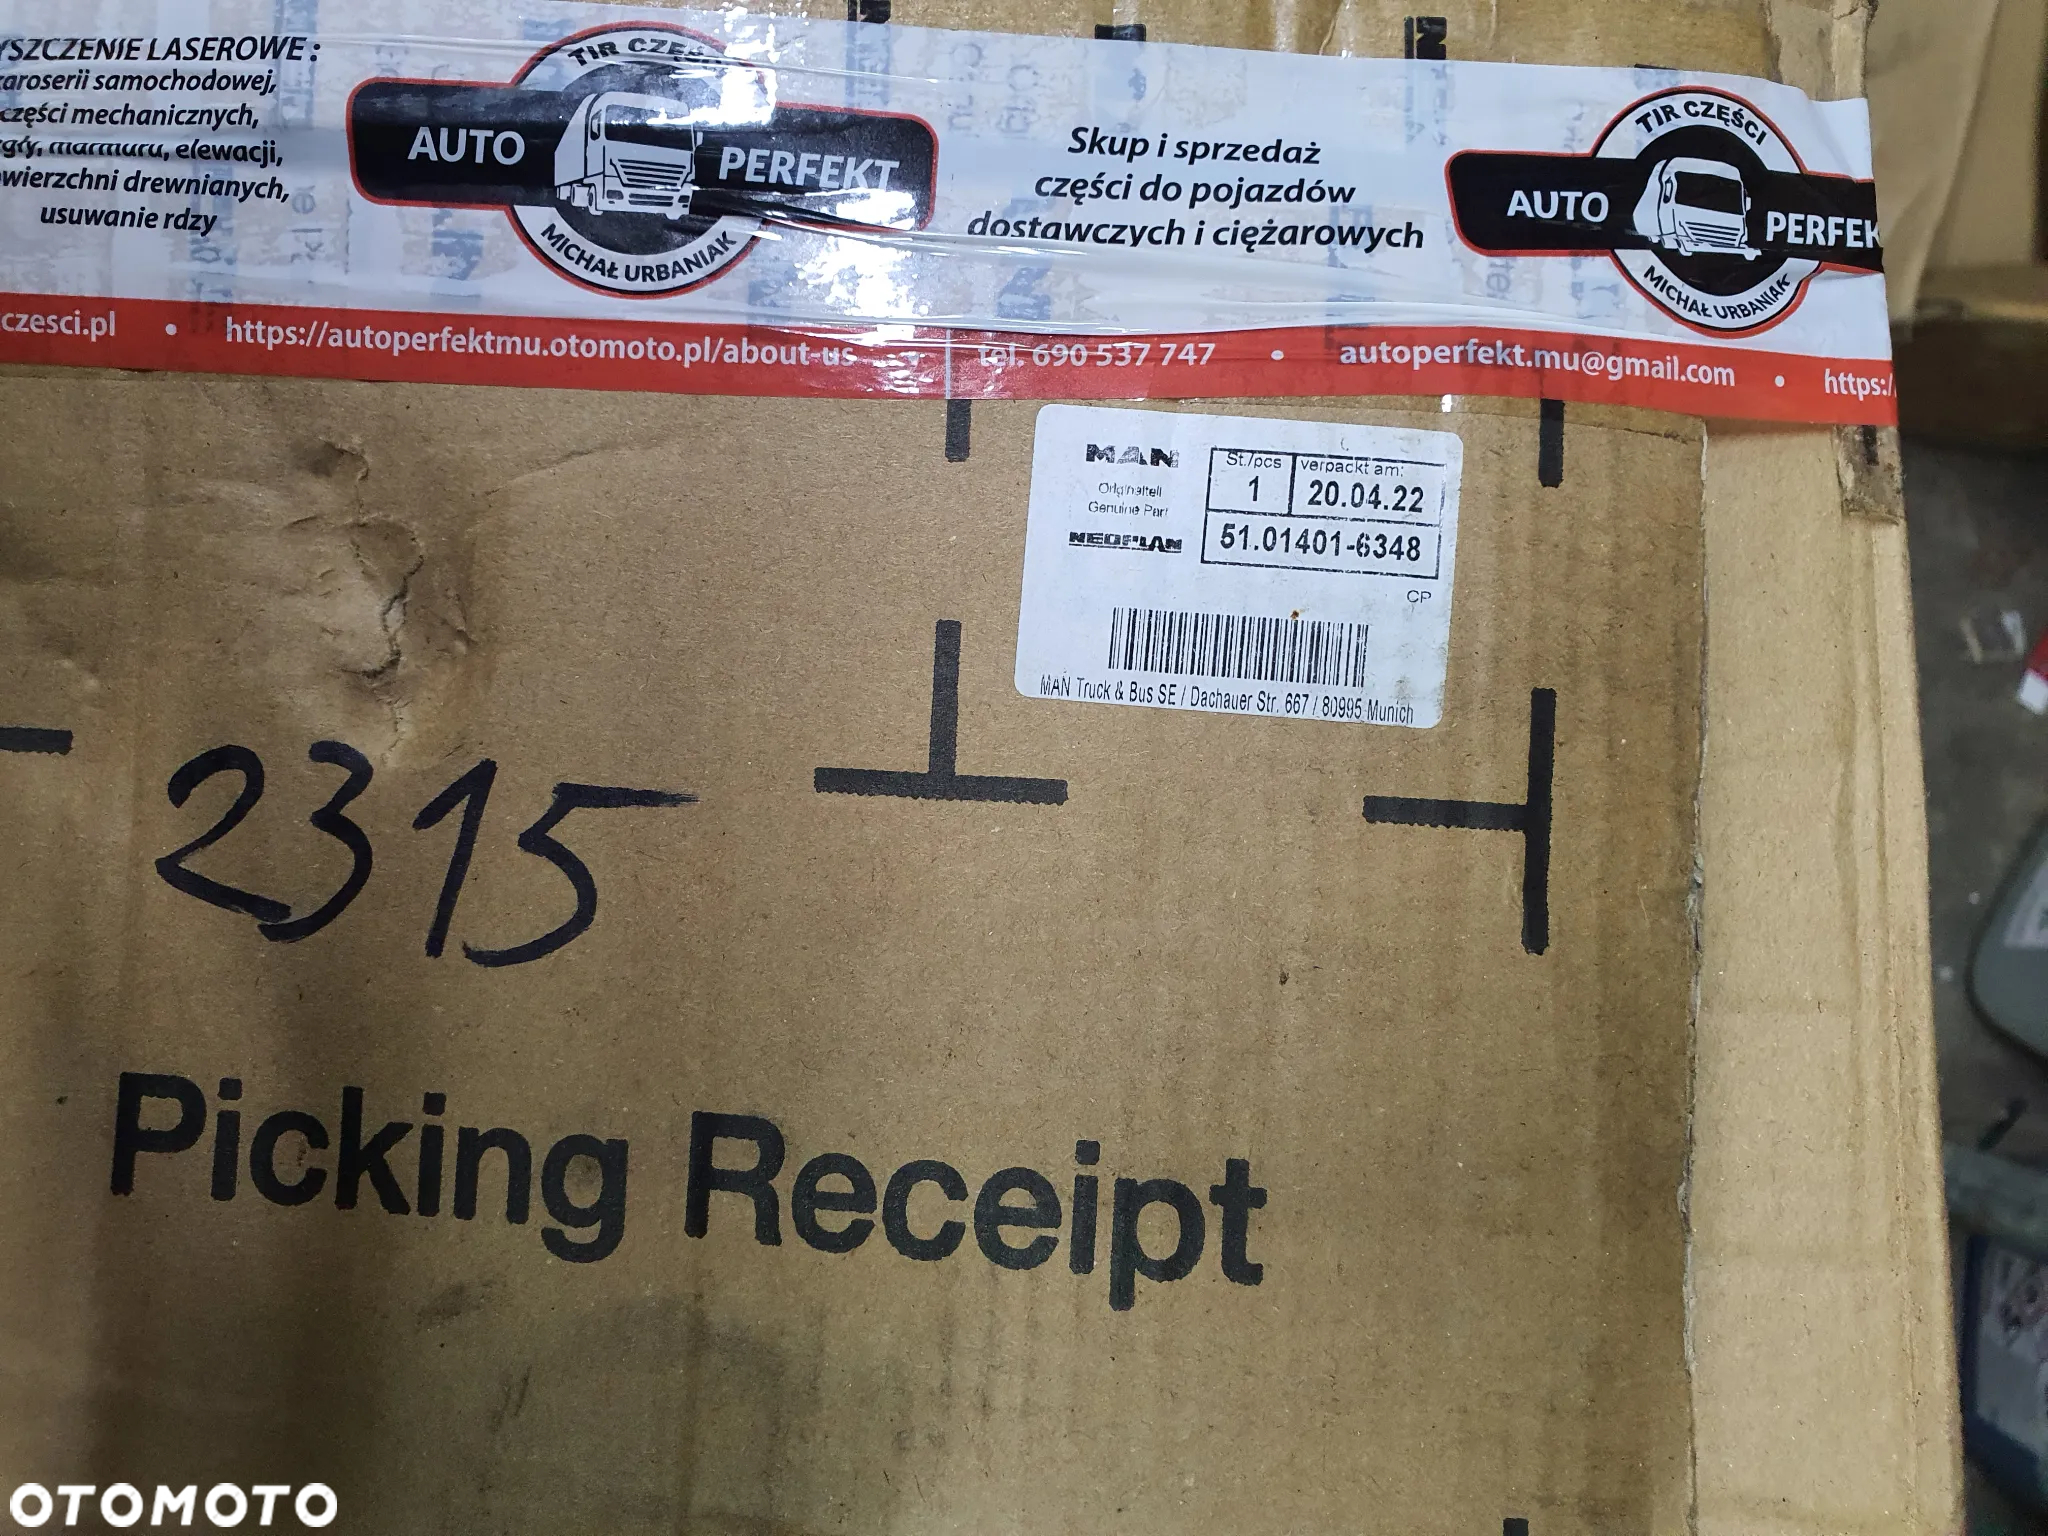 LASEROWE :
samochodowej,
części mechanicznych,
marmuru, elewacji,
drewnianych,
usuwanie rdzy
TIR CZĘŚCI
AUTO PERFEKT
MICHAŁ URBANIAK
Skup i sprzedaż
części do pojazdów
dostawczych i ciężarowych
TIR CZĘŚCI
AUTO PERFEK
MICHAŁ URBANIAK
czesci.pl • https://autoperfektmu.otomoto.pl/about-us • tel. 690 537 747 • autoperfekt.mu@gmail.com • https:/
MAN
Originalteil
Genuine Part
NEOPLAN
St./pcs
1
verpackt am:
20.04.22
51.01401-6348
CP
MAN Truck & Bus SE / Dachauer Str. 667 / 80995 Munich
2315
Picking Receipt
OTOMOTO